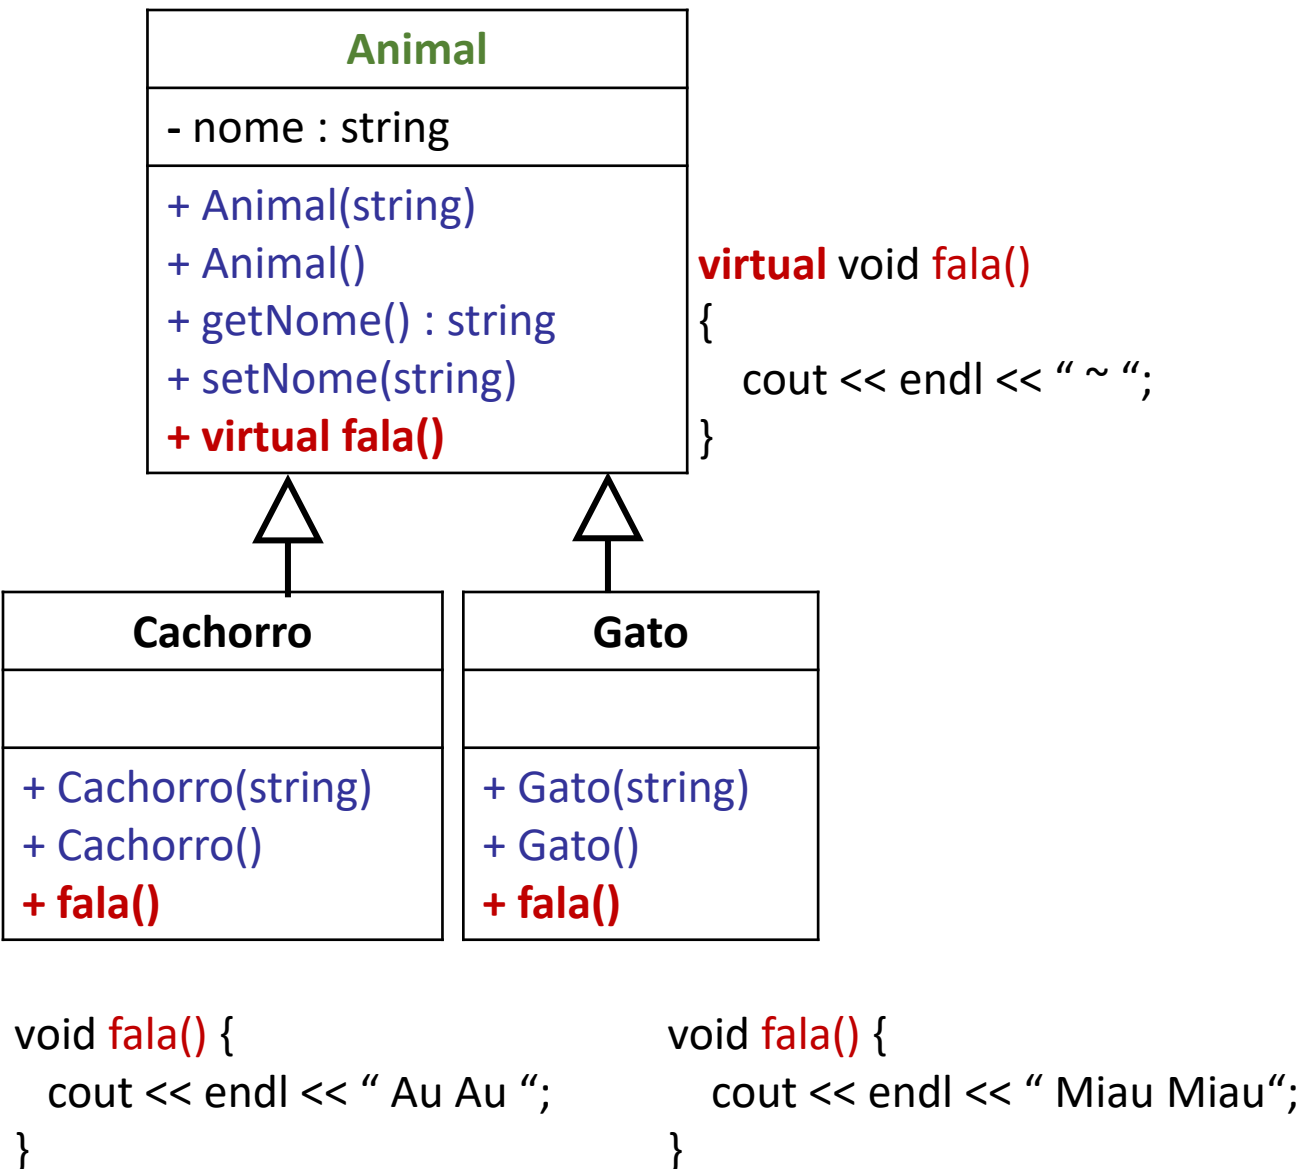 Animal
- nome : string
+ Animal(string)
+ Animal()
+ getNome() : string
+ setNome(string)
+ virtual fala()
virtual void fala()
{
cout << endl << “ ~ “;
}
Cachorro
+ Cachorro(string)
+ Cachorro()
+ fala()
Gato
+ Gato(string)
+ Gato()
+ fala()
void fala() {
cout << endl << “ Au Au “;
}
void fala() {
cout << endl << “ Miau Miau“;
}